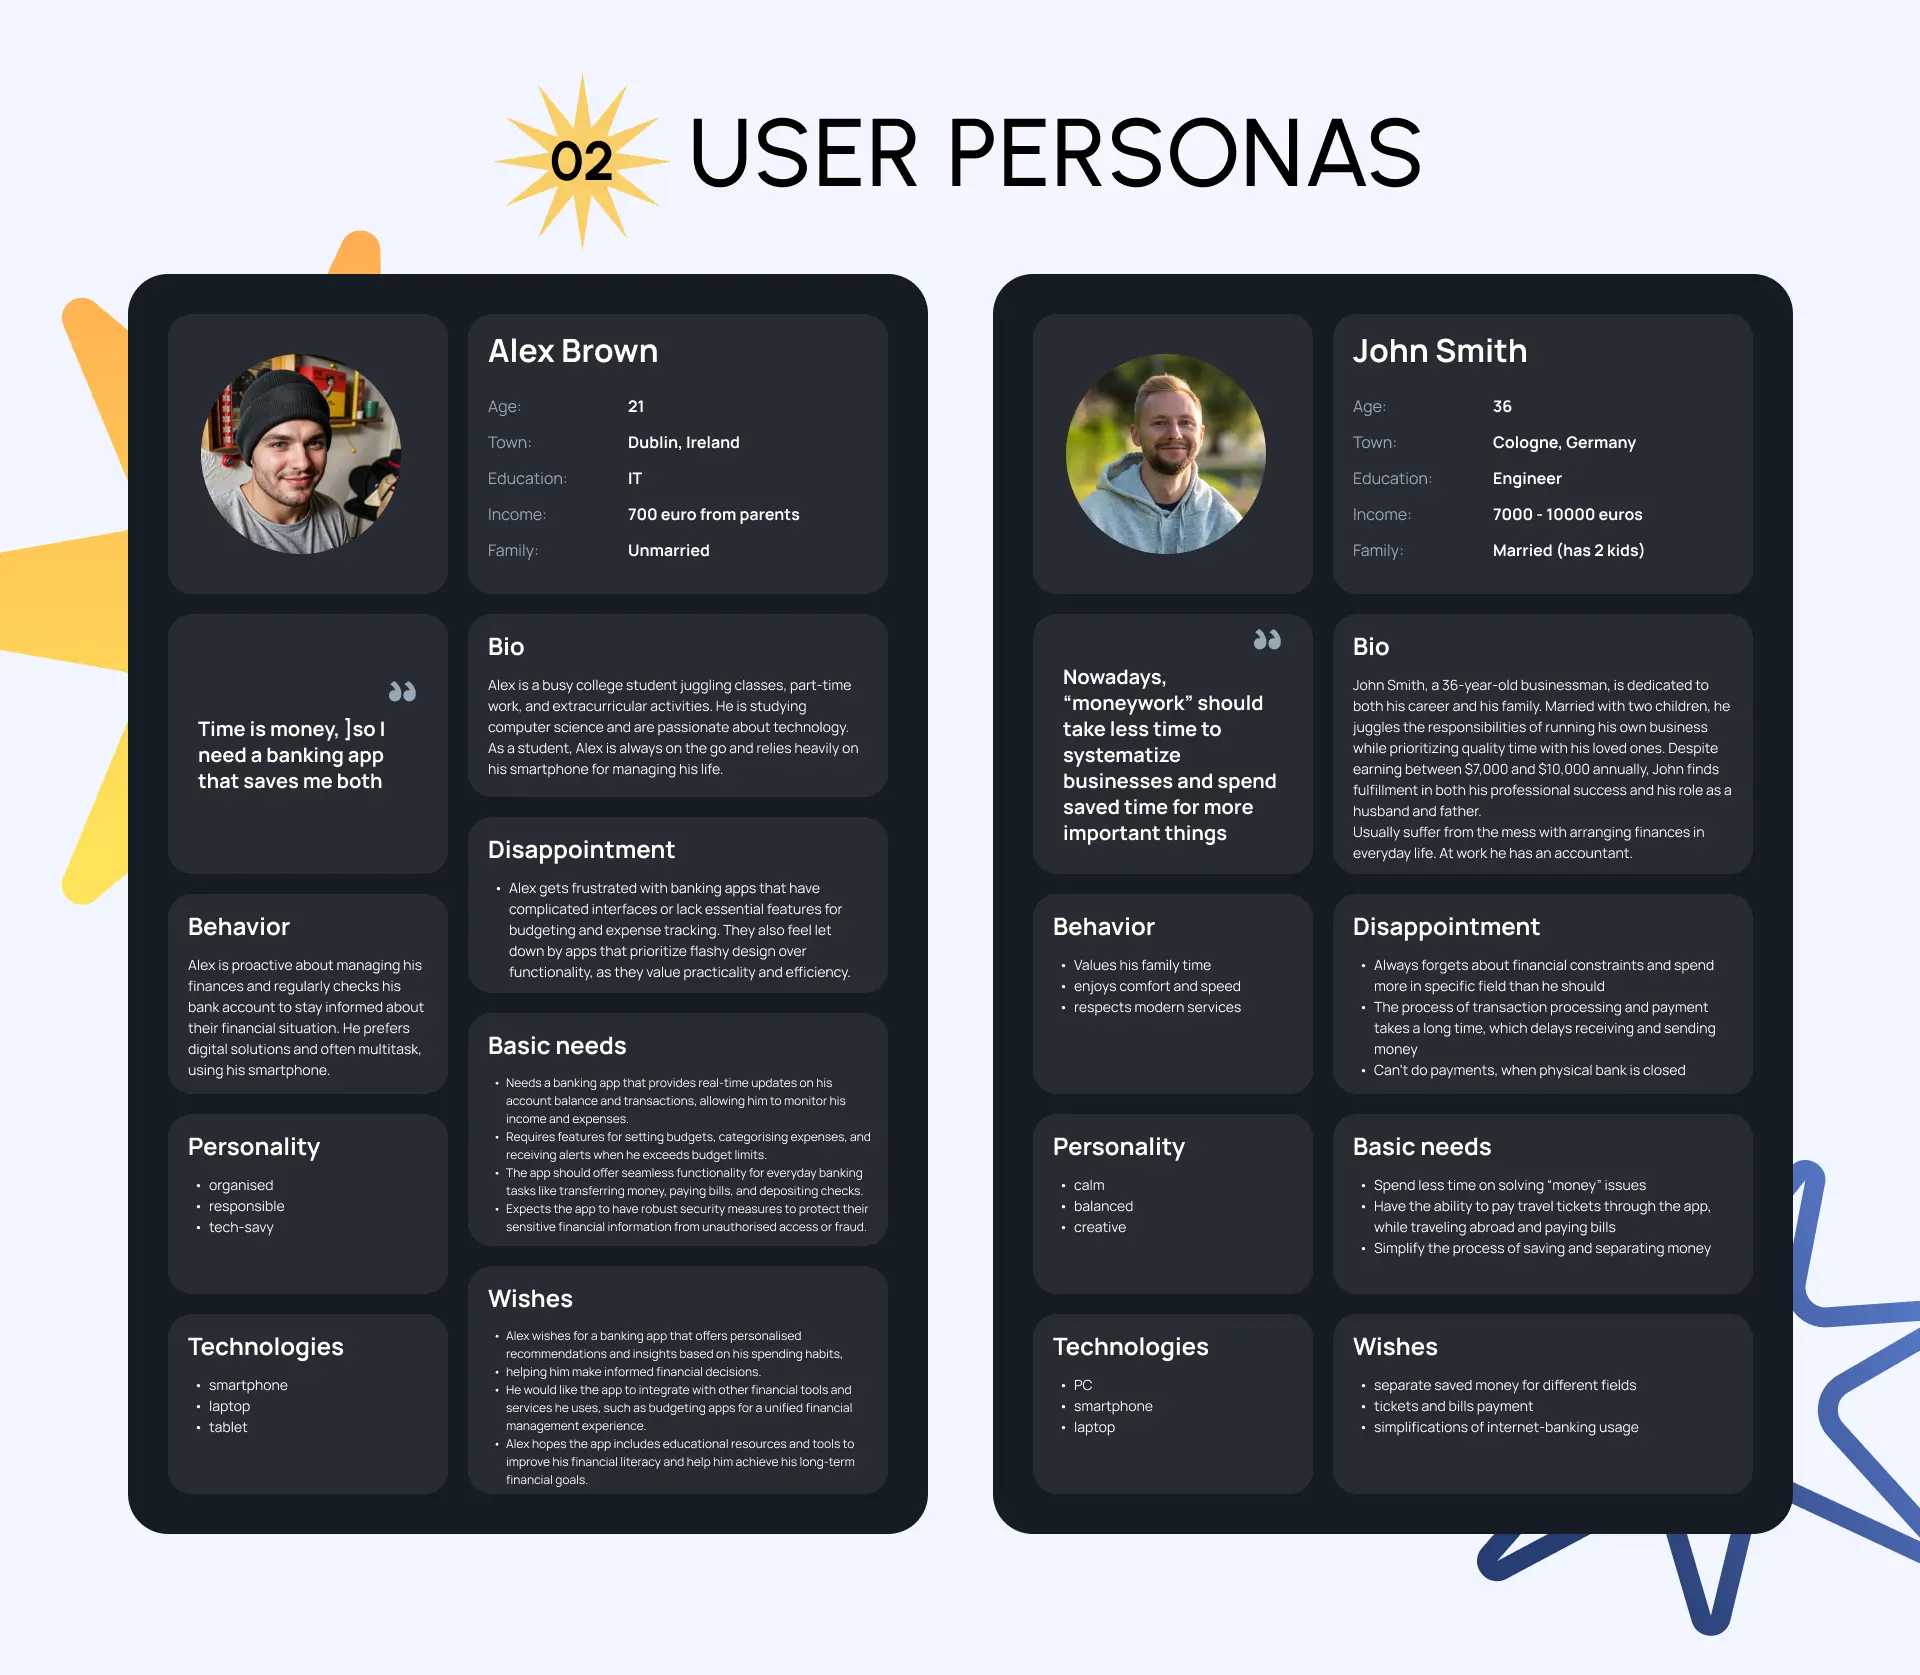 02
USER PERSONAS
Alex Brown
Age: 21
Town: Dublin, Ireland
Education: IT
Income: 700 euro from parents
Family: Unmarried
”
Time is money, ]so I
need a banking app
that saves me both
Bio
Alex is a busy college student juggling classes, part-time
work, and extracurricular activities. He is studying
computer science and are passionate about technology.
As a student, Alex is always on the go and relies heavily on
his smartphone for managing his life.
Disappointment
• Alex gets frustrated with banking apps that have
complicated interfaces or lack essential features for
budgeting and expense tracking. They also feel let
down by apps that prioritize flashy design over
functionality, as they value practicality and efficiency.
Behavior
Alex is proactive about managing his
finances and regularly checks his
bank account to stay informed about
their financial situation. He prefers
digital solutions and often multitask,
using his smartphone.
Basic needs
• Needs a banking app that provides real-time updates on his
account balance and transactions, allowing him to monitor his
income and expenses.
• Requires features for setting budgets, categorising expenses, and
receiving alerts when he exceeds budget limits.
• The app should offer seamless functionality for everyday banking
tasks like transferring money, paying bills, and depositing checks.
• Expects the app to have robust security measures to protect their
sensitive financial information from unauthorised access or fraud.
Personality
• organised
• responsible
• tech-savy
Wishes
• Alex wishes for a banking app that offers personalised
recommendations and insights based on his spending habits,
• helping him make informed financial decisions.
• He would like the app to integrate with other financial tools and
services he uses, such as budgeting apps for a unified financial
management experience.
• Alex hopes the app includes educational resources and tools to
improve his financial literacy and help him achieve his long-term
financial goals.
Technologies
• smartphone
• laptop
• tablet
John Smith
Age: 36
Town: Cologne, Germany
Education: Engineer
Income: 7000 - 10000 euros
Family: Married (has 2 kids)
”
Nowadays,
“moneywork” should
take less time to
systematize
businesses and spend
saved time for more
important things
Bio
John Smith, a 36-year-old businessman, is dedicated to
both his career and his family. Married with two children, he
juggles the responsibilities of running his own business
while prioritizing quality time with his loved ones. Despite
earning between $7,000 and $10,000 annually, John finds
fulfillment in both his professional success and his role as a
husband and father.
Usually suffer from the mess with arranging finances in
everyday life. At work he has an accountant.
Behavior
• Values his family time
• enjoys comfort and speed
• respects modern services
Disappointment
• Always forgets about financial constraints and spend
more in specific field than he should
• The process of transaction processing and payment
takes a long time, which delays receiving and sending
money
• Can't do payments, when physical bank is closed
Personality
• calm
• balanced
• creative
Basic needs
• Spend less time on solving “money” issues
• Have the ability to pay travel tickets through the app,
while traveling abroad and paying bills
• Simplify the process of saving and separating money
Technologies
• PC
• smartphone
• laptop
Wishes
• separate saved money for different fields
• tickets and bills payment
• simplifications of internet-banking usage